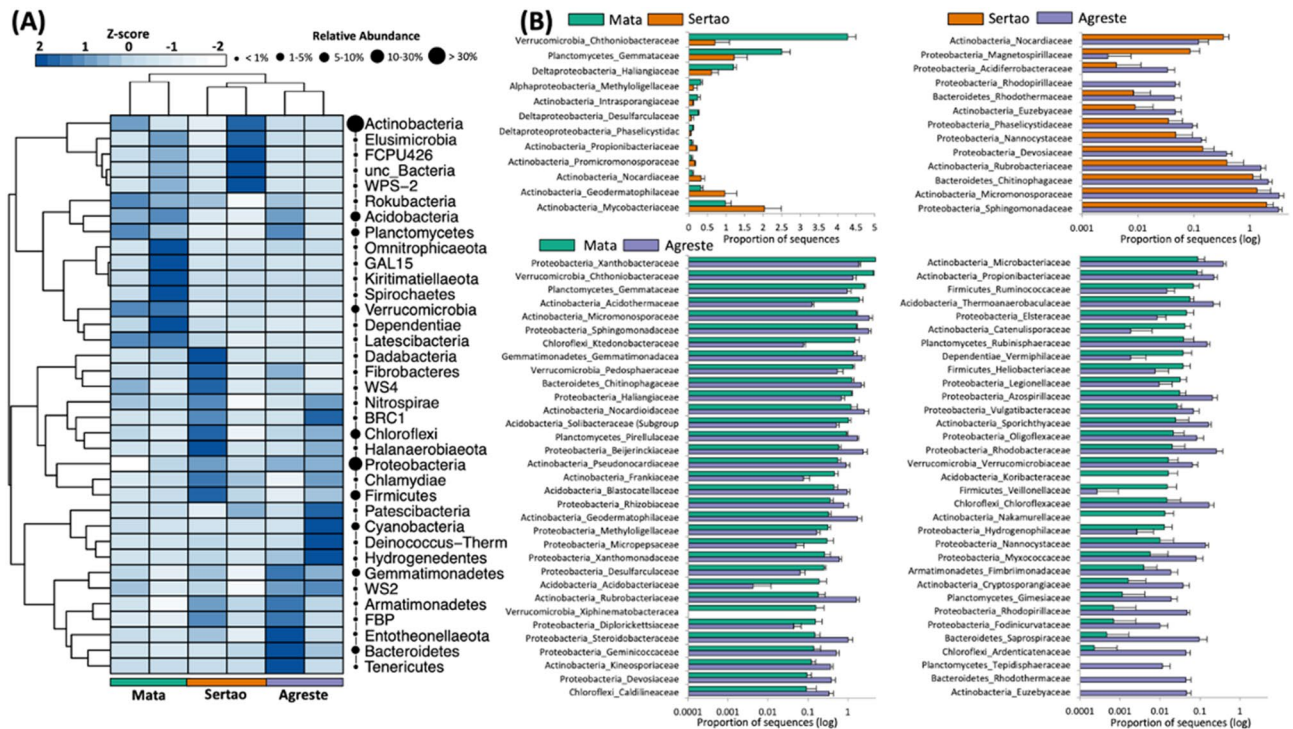 (A)
Z-score
2 1 0 -1 -2
Relative Abundance
< 1% 1-5% 5-10% 10-30% > 30%
Actinobacteria
Elusimicrobia
FCPU426
unc_Bacteria
WPS-2
Rokubacteria
Acidobacteria
Planctomycetes
Omnitrophicaeota
GAL15
Kiritimatiellaeota
Spirochaetes
Verrucomicrobia
Dependentiae
Latescibacteria
Dadabacteria
Fibrobacteres
WS4
Nitrospirae
BRC1
Chloroflexi
Halanaerobiaeota
Proteobacteria
Chlamydiae
Firmicutes
Patescibacteria
Cyanobacteria
Deinococcus-Therm
Hydrogenedentes
Gemmatimonadetes
WS2
Armatimonadetes
FBP
Entotheonellaeota
Bacteroidetes
Tenericutes
Mata Sertao Agreste
(B)
Mata Sertao
Verrucomicrobia_Chthoniobacteraceae
Planctomycetes_Gemmataceae
Deltaproteobacteria_Haliangiaceae
Alphaproteobacteria_Methyloligellaceae
Actinobacteria_Intrasporangiaceae
Deltaproteobacteria_Desulfarculaceae
Deltaproteoproteobacteria_Phaselicystidac
Actinobacteria_Propionibacteriaceae
Actinobacteria_Promicromonosporaceae
Actinobacteria_Nocardiaceae
Actinobacteria_Geodermatophilaceae
Actinobacteria_Mycobacteriaceae
0 0.5 1 1.5 2 2.5 3 3.5 4 4.5 5
Proportion of sequences
Sertao Agreste
Actinobacteria_Nocardiaceae
Proteobacteria_Magnetospirillaceae
Proteobacteria_Acidiferrobacteraceae
Proteobacteria_Rhodopirillaceae
Bacteroidetes_Rhodothermaceae
Actinobacteria_Euzebyaceae
Proteobacteria_Phaselicystidaceae
Proteobacteria_Nannocystaceae
Proteobacteria_Devosiaceae
Actinobacteria_Rubrobacteriaceae
Bacteroidetes_Chitinophagaceae
Actinobacteria_Micromonosporaceae
Proteobacteria_Sphingomonadaceae
0.0001 0.001 0.01 0.1 1
Proportion of sequences (log)
Mata Agreste
Proteobacteria_Xanthobacteraceae
Verrucomicrobia_Chthoniobacteraceae
Planctomycetes_Gemmataceae
Actinobacteria_Acidothermaceae
Actinobacteria_Micromonosporaceae
Proteobacteria_Sphingomonadaceae
Chloroflexi_Ktedonobacteraceae
Gemmatimonadetes_Gemmatimonadacea
Verrucomicrobia_Pedosphaeraceae
Bacteroidetes_Chitinophagaceae
Proteobacteria_Haliangiaceae
Actinobacteria_Nocardioidaceae
Acidobacteria_Solibacteraceae (Subgroup
Planctomycetes_Pirellulaceae
Proteobacteria_Beijerinckiaceae
Actinobacteria_Pseudonocardiaceae
Actinobacteria_Frankiaceae
Acidobacteria_Blastocatellaceae
Proteobacteria_Rhizobiaceae
Actinobacteria_Geodermatophilaceae
Proteobacteria_Methyloligellaceae
Proteobacteria_Micropepsaceae
Proteobacteria_Xanthomonadaceae
Proteobacteria_Desulfarculaceae
Acidobacteria_Acidobacteriaceae
Actinobacteria_Rubrobacteriaceae
Verrucomicrobia_Xiphinematobacteracea
Proteobacteria_Diplorickettsiaceae
Proteobacteria_Steroidobacteraceae
Proteobacteria_Geminicoccaceae
Actinobacteria_Kineosporiaceae
Proteobacteria_Devosiaceae
Chloroflexi_Caldilineaceae
0.0001 0.001 0.01 0.1 1
Proportion of sequences (log)
Actinobacteria_Microbacteriaceae
Actinobacteria_Propionibacteriaceae
Firmicutes_Ruminococcaceae
Acidobacteria_Thermoanaerobaculaceae
Proteobacteria_Elsteraceae
Actinobacteria_Catenulisporaceae
Planctomycetes_Rubinisphaeraceae
Dependentiae_Vermiphilaceae
Firmicutes_Heliobacteriaceae
Proteobacteria_Legionellaceae
Proteobacteria_Azospirillaceae
Proteobacteria_Vulgatibacteraceae
Actinobacteria_Sporichthyaceae
Proteobacteria_Oligoflexaceae
Proteobacteria_Rhodobacteraceae
Verrucomicrobia_Verrucomicrobiaceae
Acidobacteria_Koribacteraceae
Firmicutes_Veillonellaceae
Chloroflexi_Chloroflexaceae
Actinobacteria_Nakamurellaceae
Proteobacteria_Hydrogenophilaceae
Proteobacteria_Nannocystaceae
Proteobacteria_Myxococcaceae
Armatimonadetes_Fimbriimonadaceae
Actinobacteria_Cryptosporangiaceae
Planctomycetes_Gimesiaceae
Proteobacteria_Rhodopirillaceae
Proteobacteria_Fodinicurvataceae
Bacteroidetes_Saprospiraceae
Chloroflexi_Ardenticatenaceae
Planctomycetes_Tepidisphaeraceae
Bacteroidetes_Rhodothermaceae
Actinobacteria_Euzebyaceae
0.0001 0.001 0.01 0.1 1
Proportion of sequences (log)